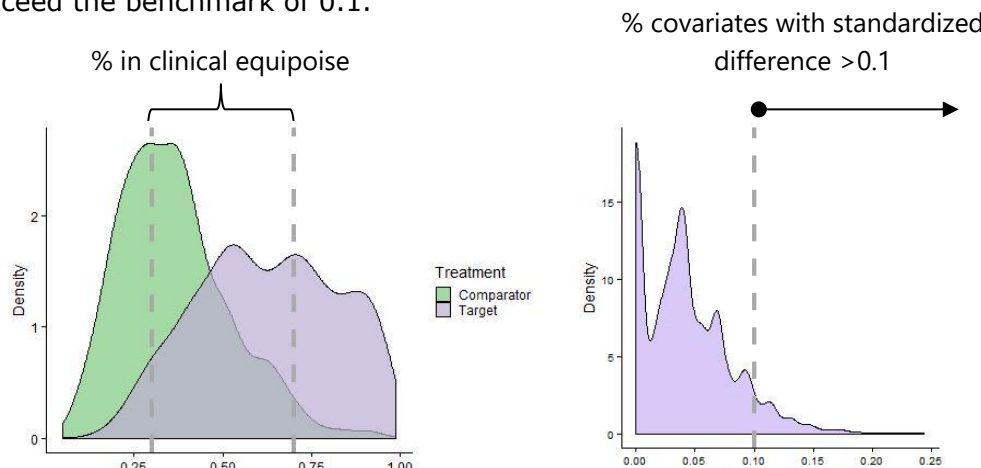 ceed the benchmark of 0.1.
% in clinical equipoise
% covariates with standardized
difference >0.1
2
1
0
Density
0.25 0.50 0.75 1.00
Treatment
Comparator
Target
15
10
5
0
Density
0.00 0.05 0.10 0.15 0.20 0.25